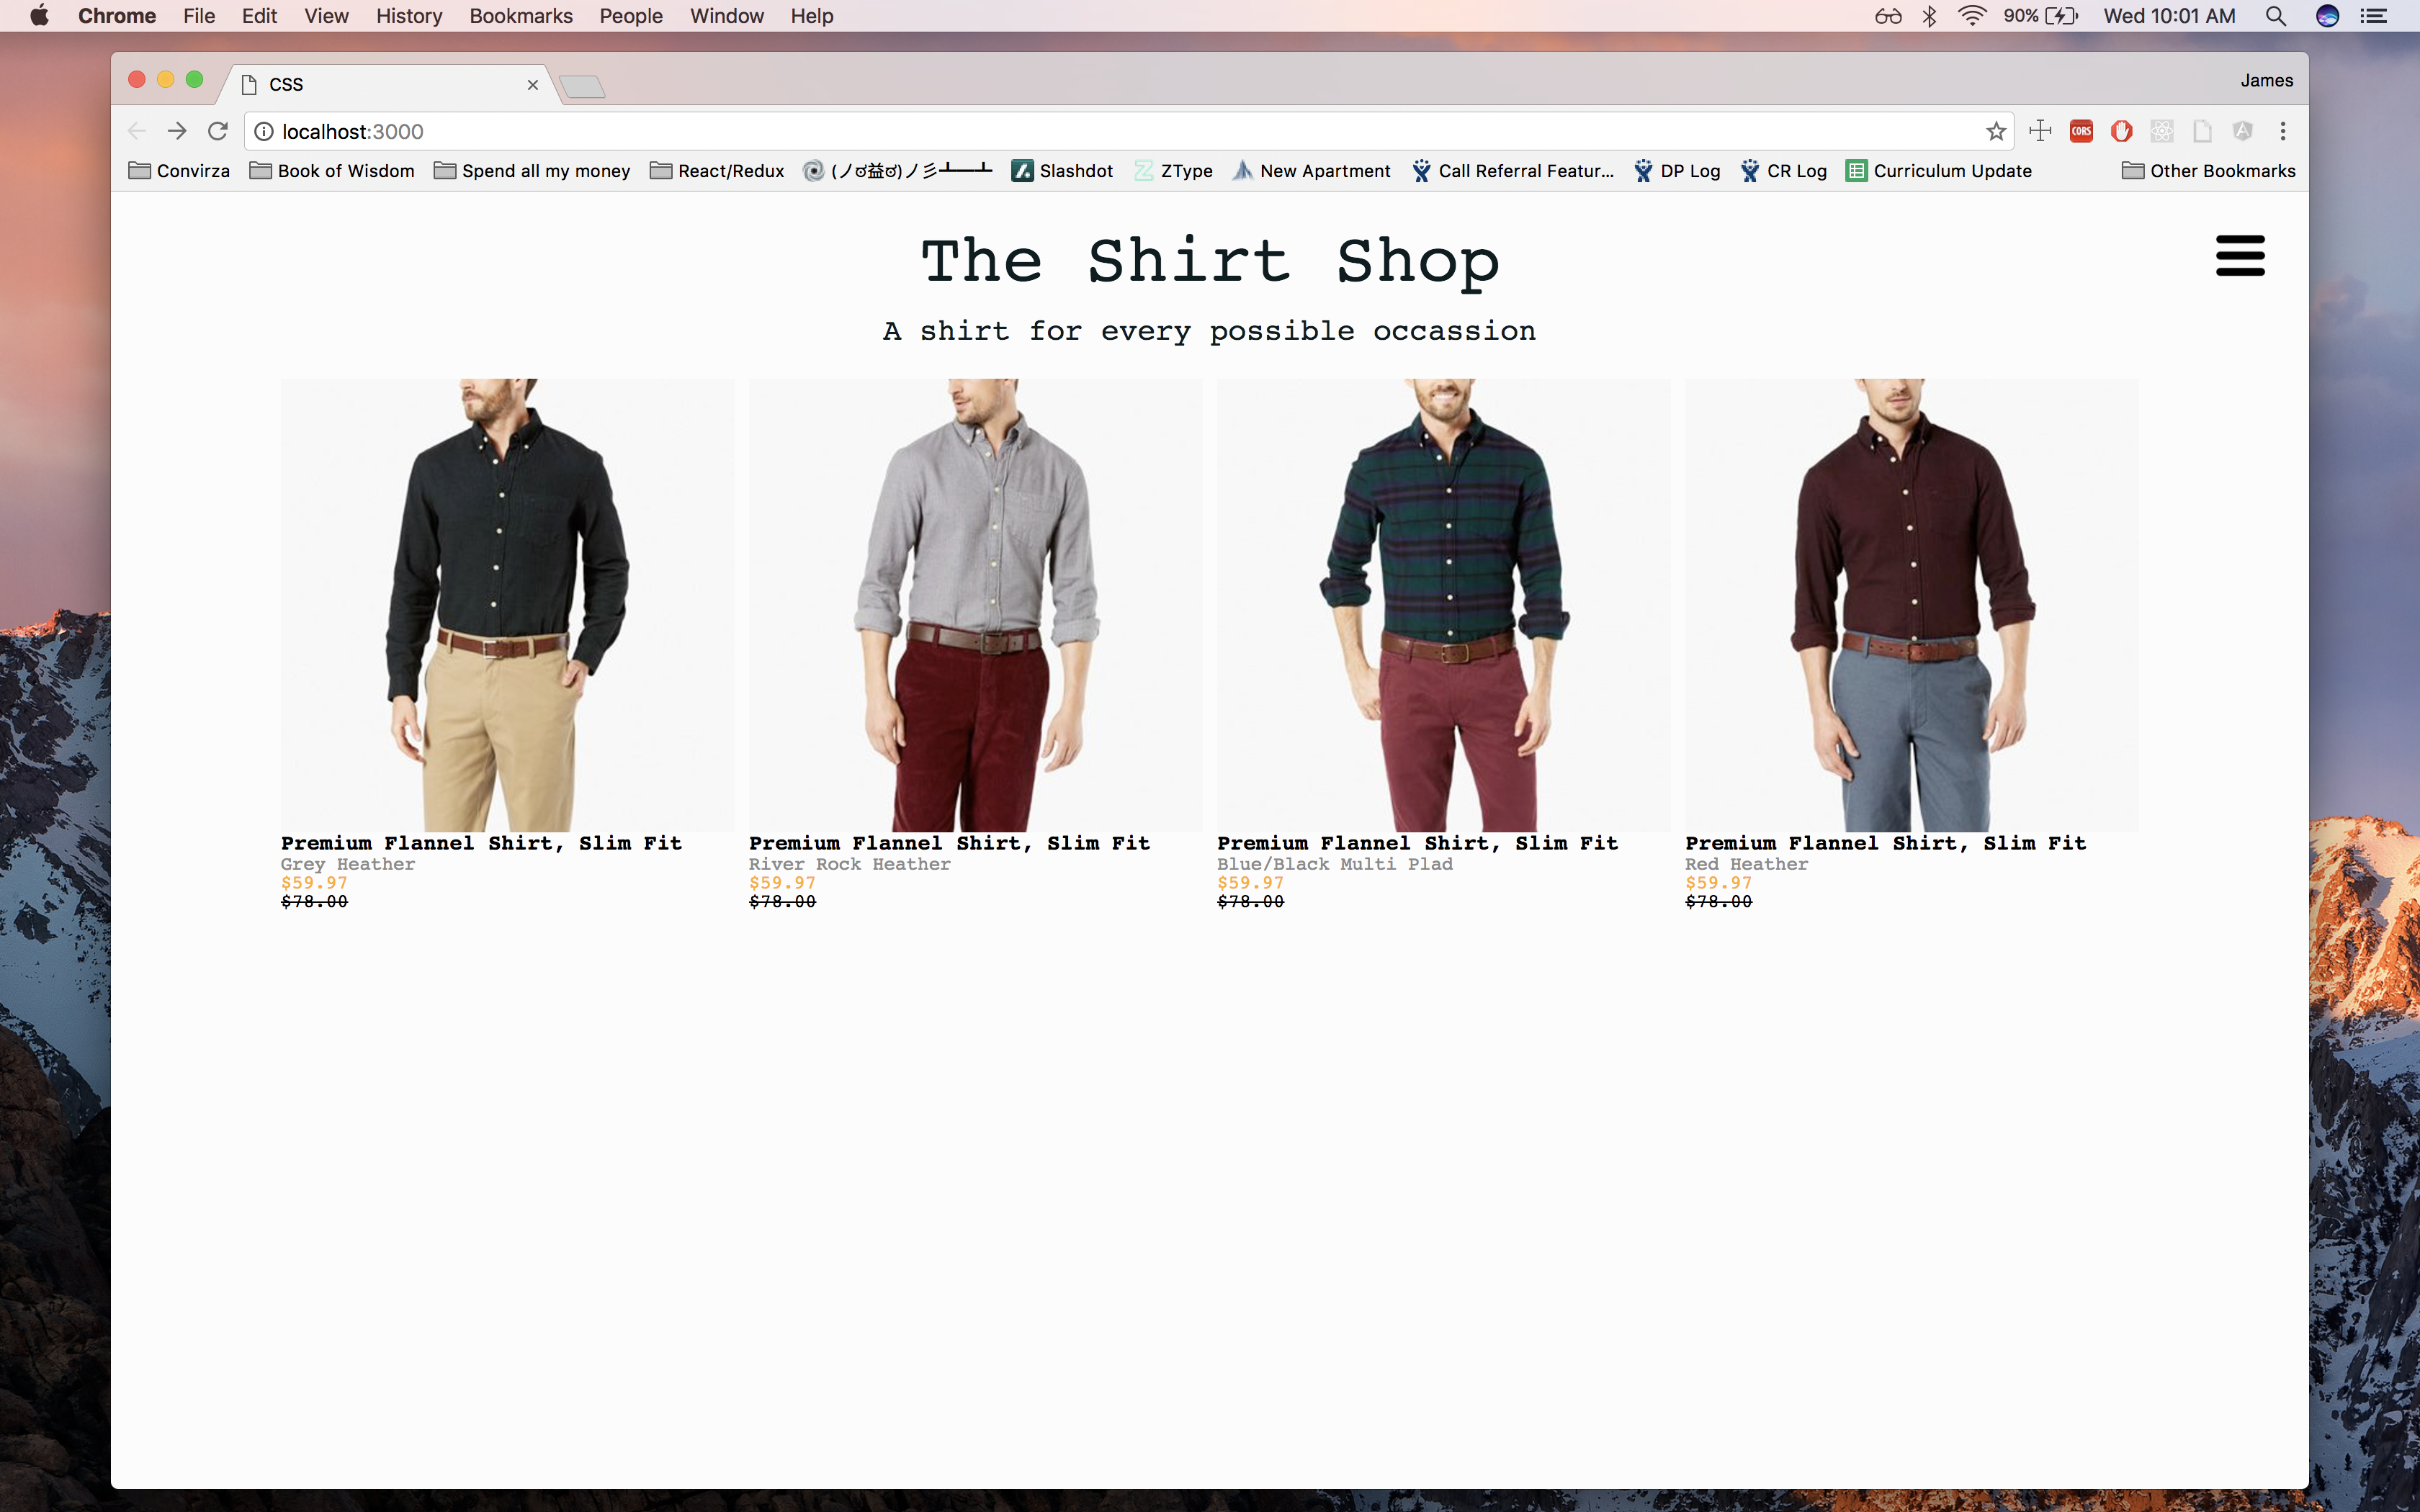 Chrome File Edit View History Bookmarks People Window Help 90% Wed 10:01 AM
CSS James
localhost:3000 CORS
Convirza Book of Wisdom Spend all my money React/Redux (ノಠ益ಠ)ノ彡┻━┻ Slashdot ZType New Apartment Call Referral Featur... DP Log CR Log Curriculum Update Other Bookmarks
The Shirt Shop
A shirt for every possible occassion
Premium Flannel Shirt, Slim Fit
Grey Heather
$59.97
$78.00
Premium Flannel Shirt, Slim Fit
River Rock Heather
$59.97
$78.00
Premium Flannel Shirt, Slim Fit
Blue/Black Multi Plad
$59.97
$78.00
Premium Flannel Shirt, Slim Fit
Red Heather
$59.97
$78.00